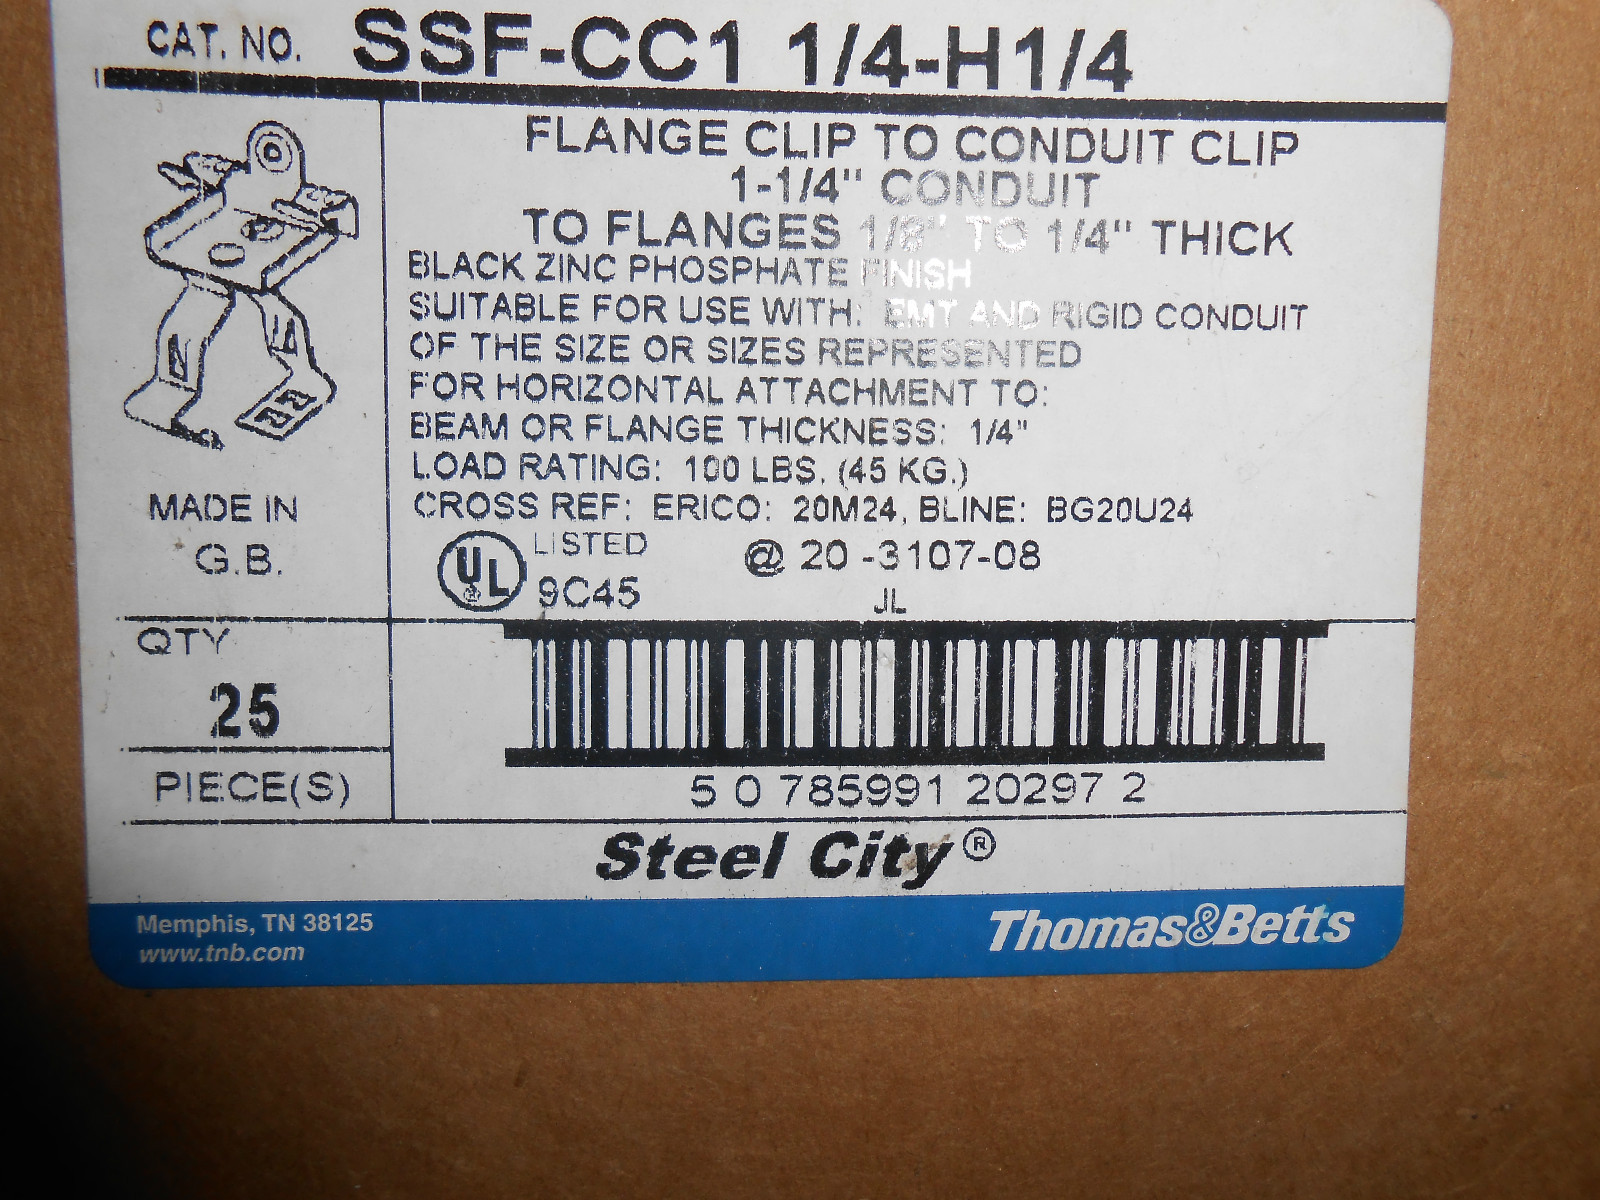 CAT. NO. SSF-CC1 1/4-H1/4
FLANGE CLIP TO CONDUIT CLIP
1-1/4" CONDUIT
TO FLANGES 1/8" TO 1/4" THICK
BLACK ZINC PHOSPHATE FINISH
SUITABLE FOR USE WITH: EMT AND RIGID CONDUIT
OF THE SIZE OR SIZES REPRESENTED
FOR HORIZONTAL ATTACHMENT TO:
BEAM OR FLANGE THICKNESS: 1/4"
LOAD RATING: 100 LBS. (45 KG.)
CROSS REF: ERICO: 20M24, BLINE: BG20U24
MADE IN
G.B.
UL® LISTED
9C45
@ 20 -3107-08
JL
QTY
25
PIECE(S)
5 0 785991 20297 2
Steel City®
Memphis, TN 38125
www.tnb.com
Thomas&Betts